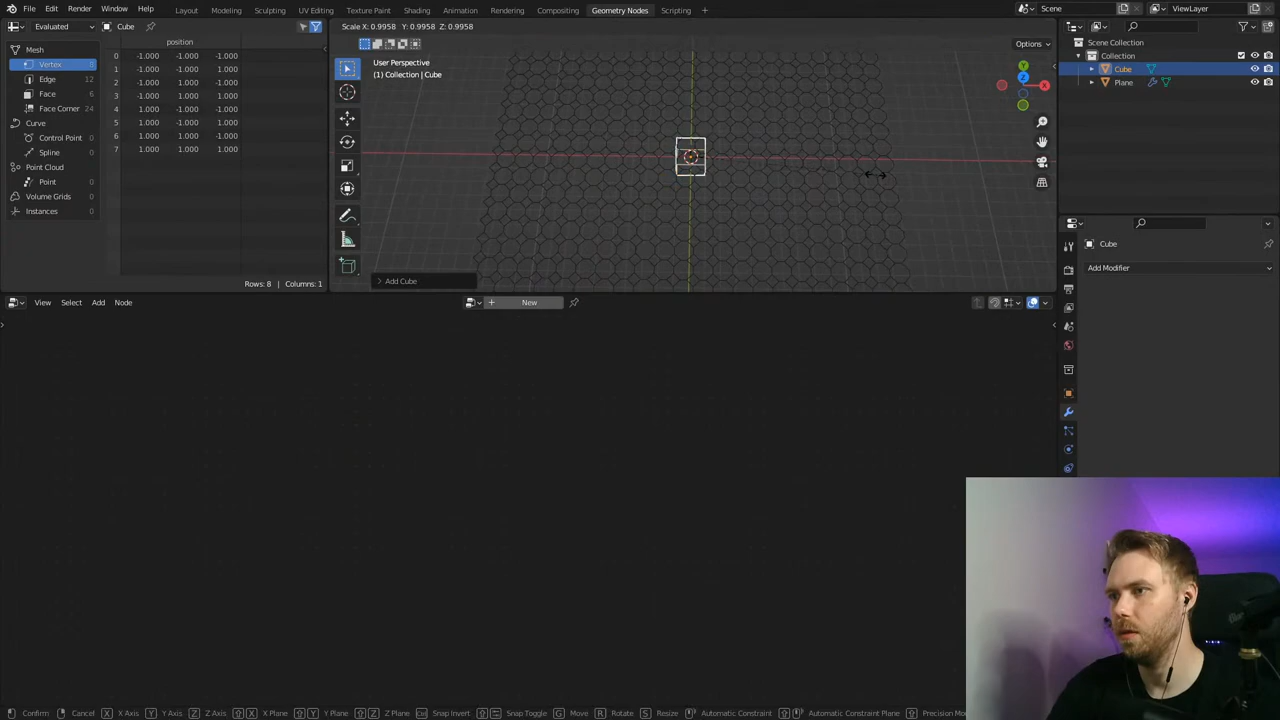 File Edit Render Window Help Layout Modeling Sculpting UV Editing Texture Paint Shading Animation Rendering Compositing Geometry Nodes Scripting + Scene ViewLayer
Evaluated Cube Scale X: 0.9958 Y: 0.9958 Z: 0.9958
Mesh
Vertex 8
Edge 12
Face 6
Face Corner 24
Curve
Control Point 0
Spline 0
Point Cloud
Point 0
Volume Grids
Instances
position
0 -1.000 -1.000 -1.000
1 -1.000 -1.000 1.000
2 -1.000 1.000 -1.000
3 -1.000 1.000 1.000
4 1.000 -1.000 -1.000
5 1.000 -1.000 1.000
6 1.000 1.000 -1.000
7 1.000 1.000 1.000
Rows: 8 | Columns: 1
Options
User Perspective
(1) Collection | Cube
Y
Z
X
Add Cube
Scene Collection
Collection
Cube
Plane
Cube
Add Modifier
View Select Add Node + New
Confirm Cancel X X Axis Y Y Axis Z Z Axis X X Plane Y Y Plane Z Z Plane Ctrl Snap Invert Snap Toggle G Move R Rotate S Resize Automatic Constraint Automatic Constraint Plane Precision Mo